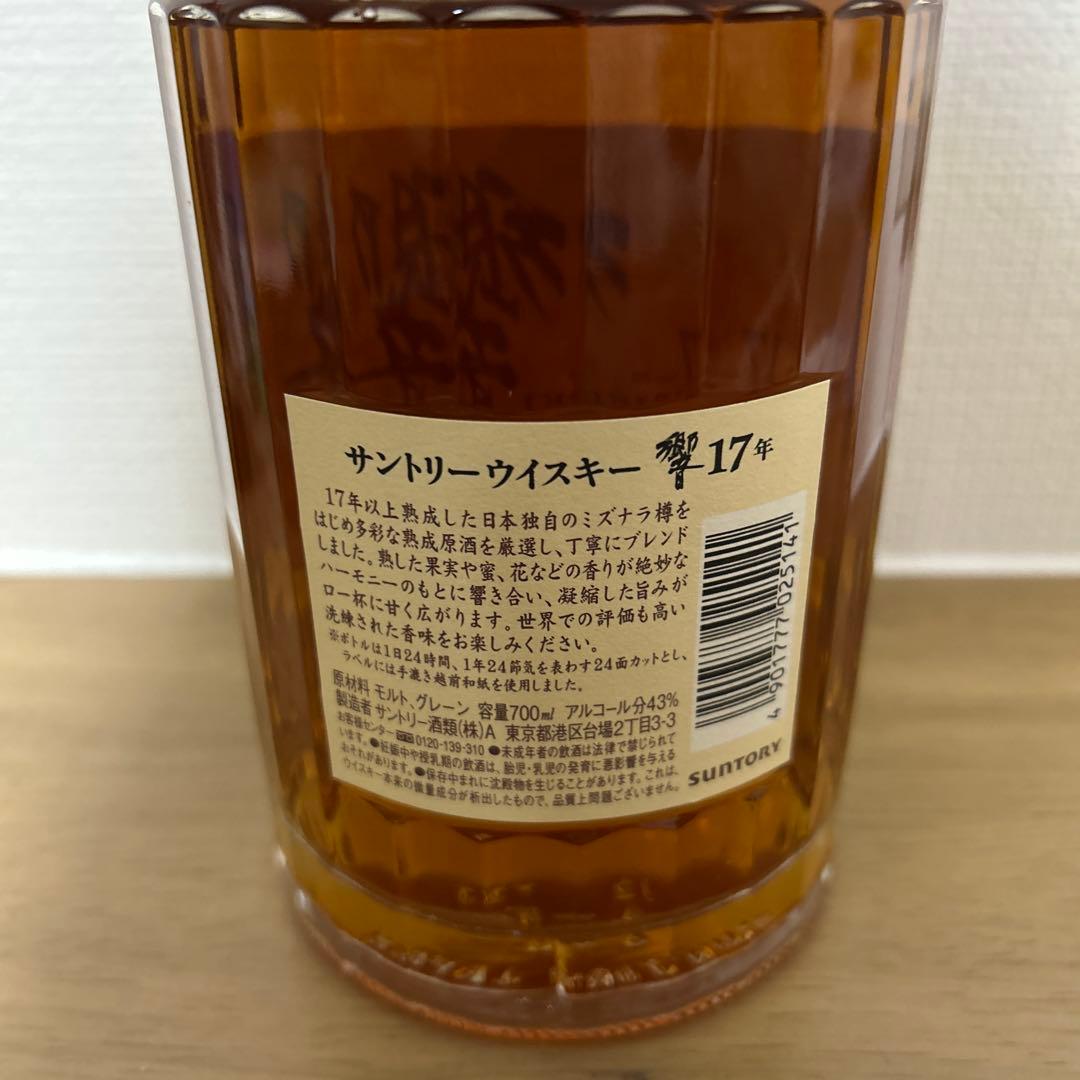 サントリーウイスキー 響 17年
17年以上熟成した日本独自のミズナラ樽を
はじめ多彩な熟成原酒を厳選し、丁寧にブレンド
しました。熟した果実や蜜、花などの香りが絶妙な
ハーモニーのもとに響き合い、凝縮した旨みが
口一杯に甘く広がります。世界での評価も高い
洗練された香味をお楽しみください。
※ボトルは1日24時間、1年24節気を表わす24面カットとし、
ラベルには手漉き越前和紙を使用しました。
原材料 モルト、グレーン 容量700ml アルコール分43%
製造者 サントリー酒類(株)A 東京都港区台場2丁目3-3
お客様センター 0120-139-310 ●未成年者の飲酒は法律で禁じられて
います。●妊娠中や授乳期の飲酒は、胎児・乳児の発育に悪影響を与える
おそれがあります。●保存中まれに沈殿物を生じることがあります。これは、
ウイスキー本来の微量成分が析出したもので、品質上問題ございません。
4 901777 025141
SUNTORY